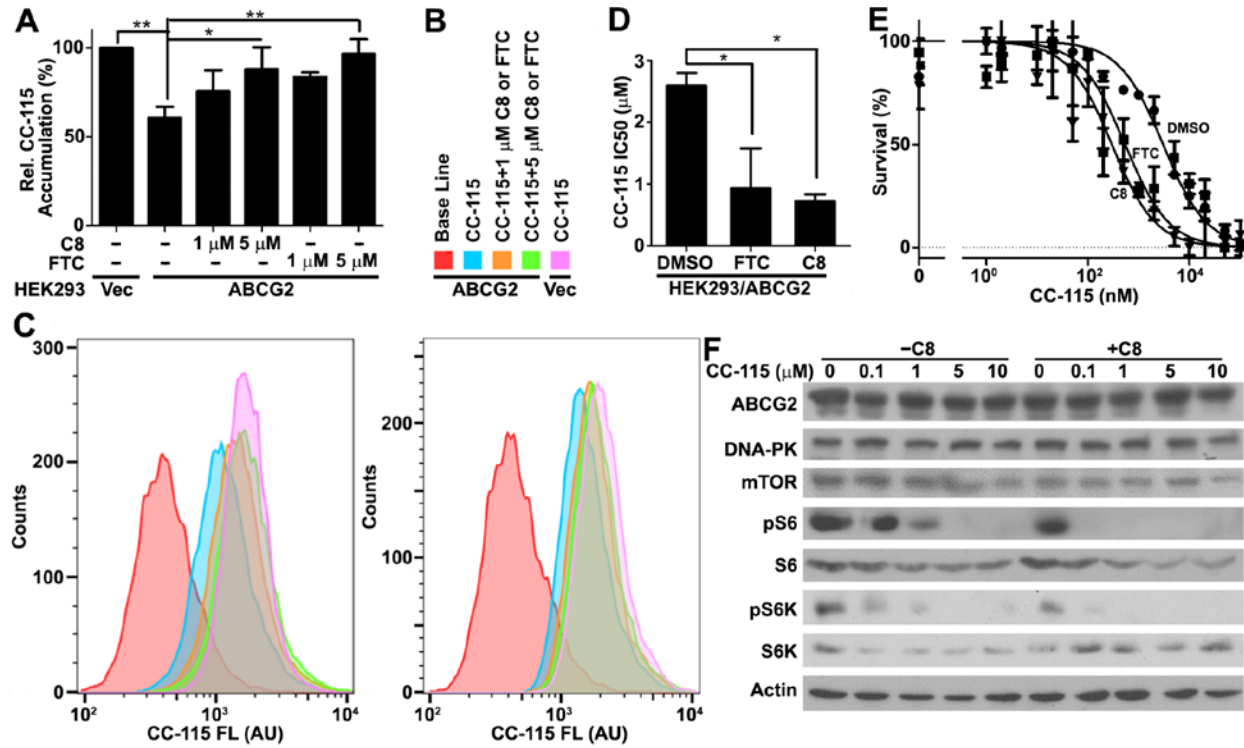 A
Rel. CC-115
Accumulation (%)
100
50
0
**
*
**
C8 – – 1 µM 5 µM – –
FTC – – – – 1 µM 5 µM
HEK293 Vec ABCG2
B
Base Line
CC-115
CC-115+1 µM C8 or FTC
CC-115+5 µM C8 or FTC
CC-115
ABCG2 Vec
C
Counts
300
200
100
0
10² 10³ 10⁴
CC-115 FL (AU)
Counts
200
100
0
10² 10³ 10⁴
CC-115 FL (AU)
D
CC-115 IC50 (µM)
3
2
1
0
*
*
DMSO FTC C8
HEK293/ABCG2
E
Survival (%)
100
50
0
DMSO
FTC
C8
0 10⁰ 10² 10⁴
CC-115 (nM)
F
–C8 +C8
CC-115 (µM) 0 0.1 1 5 10 0 0.1 1 5 10
ABCG2
DNA-PK
mTOR
pS6
S6
pS6K
S6K
Actin